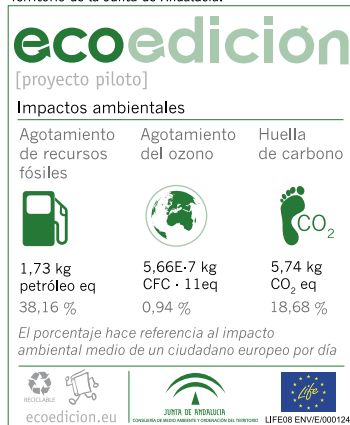 Territorio de la Junta de Andalucía.
ecoedición
[proyecto piloto]
Impactos ambientales
Agotamiento de recursos fósiles
Agotamiento del ozono
Huella de carbono
CO2
1,73 kg petróleo eq
5,66E·7 kg CFC · 11eq
5,74 kg CO2 eq
38,16 %
0,94 %
18,68 %
El porcentaje hace referencia al impacto
ambiental medio de un ciudadano europeo por día
RECICLABLE
ecoedicion.eu
JUNTA DE ANDALUCIA
CONSEJERÍA DE MEDIO AMBIENTE Y ORDENACIÓN DEL TERRITORIO
Life
LIFE08 ENV/E/000124